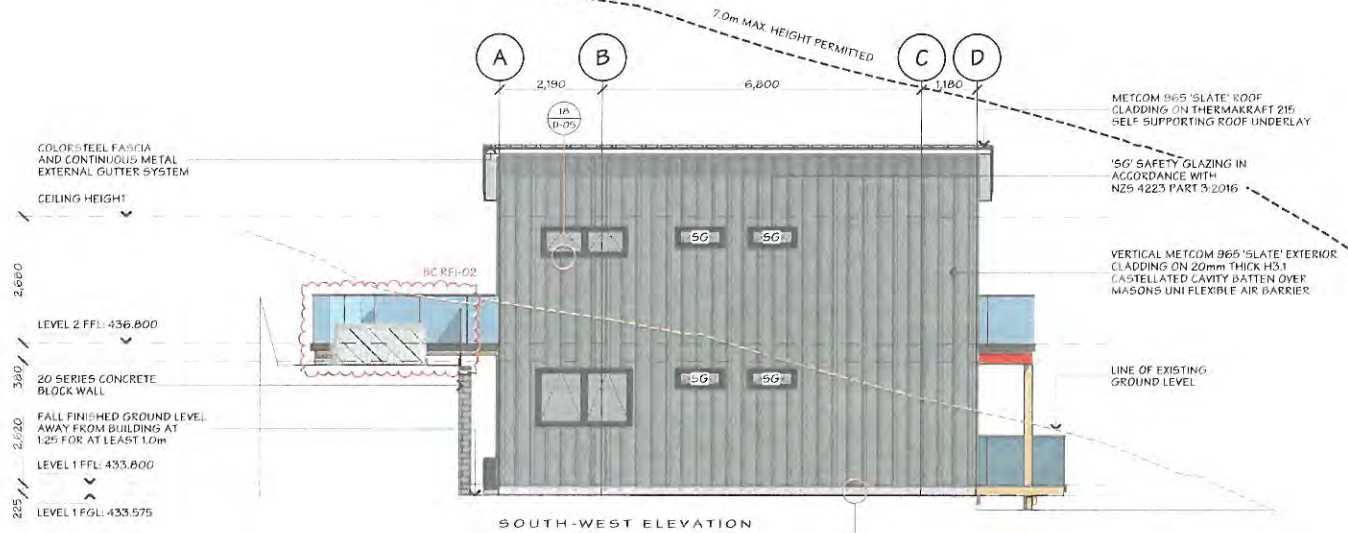 7.0m MAX. HEIGHT PERMITTED
A
B
C
D
2,190
6,800
1,180
18
D-05
METCOM 965 'SLATE' ROOF
CLADDING ON THERMAKRAFT 215
SELF SUPPORTING ROOF UNDERLAY
COLORSTEEL FASCIA
AND CONTINUOUS METAL
EXTERNAL GUTTER SYSTEM
'SG' SAFETY GLAZING IN
ACCORDANCE WITH
NZS 4223 PART 3:2016
CEILING HEIGHT
SG
SG
BC RFI-02
VERTICAL METCOM 965 'SLATE' EXTERIOR
CLADDING ON 20mm THICK H3.1
CASTELLATED CAVITY BATTEN OVER
MASONS UNI FLEXIBLE AIR BARRIER
2,660
LEVEL 2 FFL: 436.800
380
20 SERIES CONCRETE
BLOCK WALL
SG
SG
LINE OF EXISTING
GROUND LEVEL
FALL FINISHED GROUND LEVEL
AWAY FROM BUILDING AT
1:25 FOR AT LEAST 1.0m
2,620
LEVEL 1 FFL: 433.800
225
LEVEL 1 FGL: 433.575
SOUTH-WEST ELEVATION